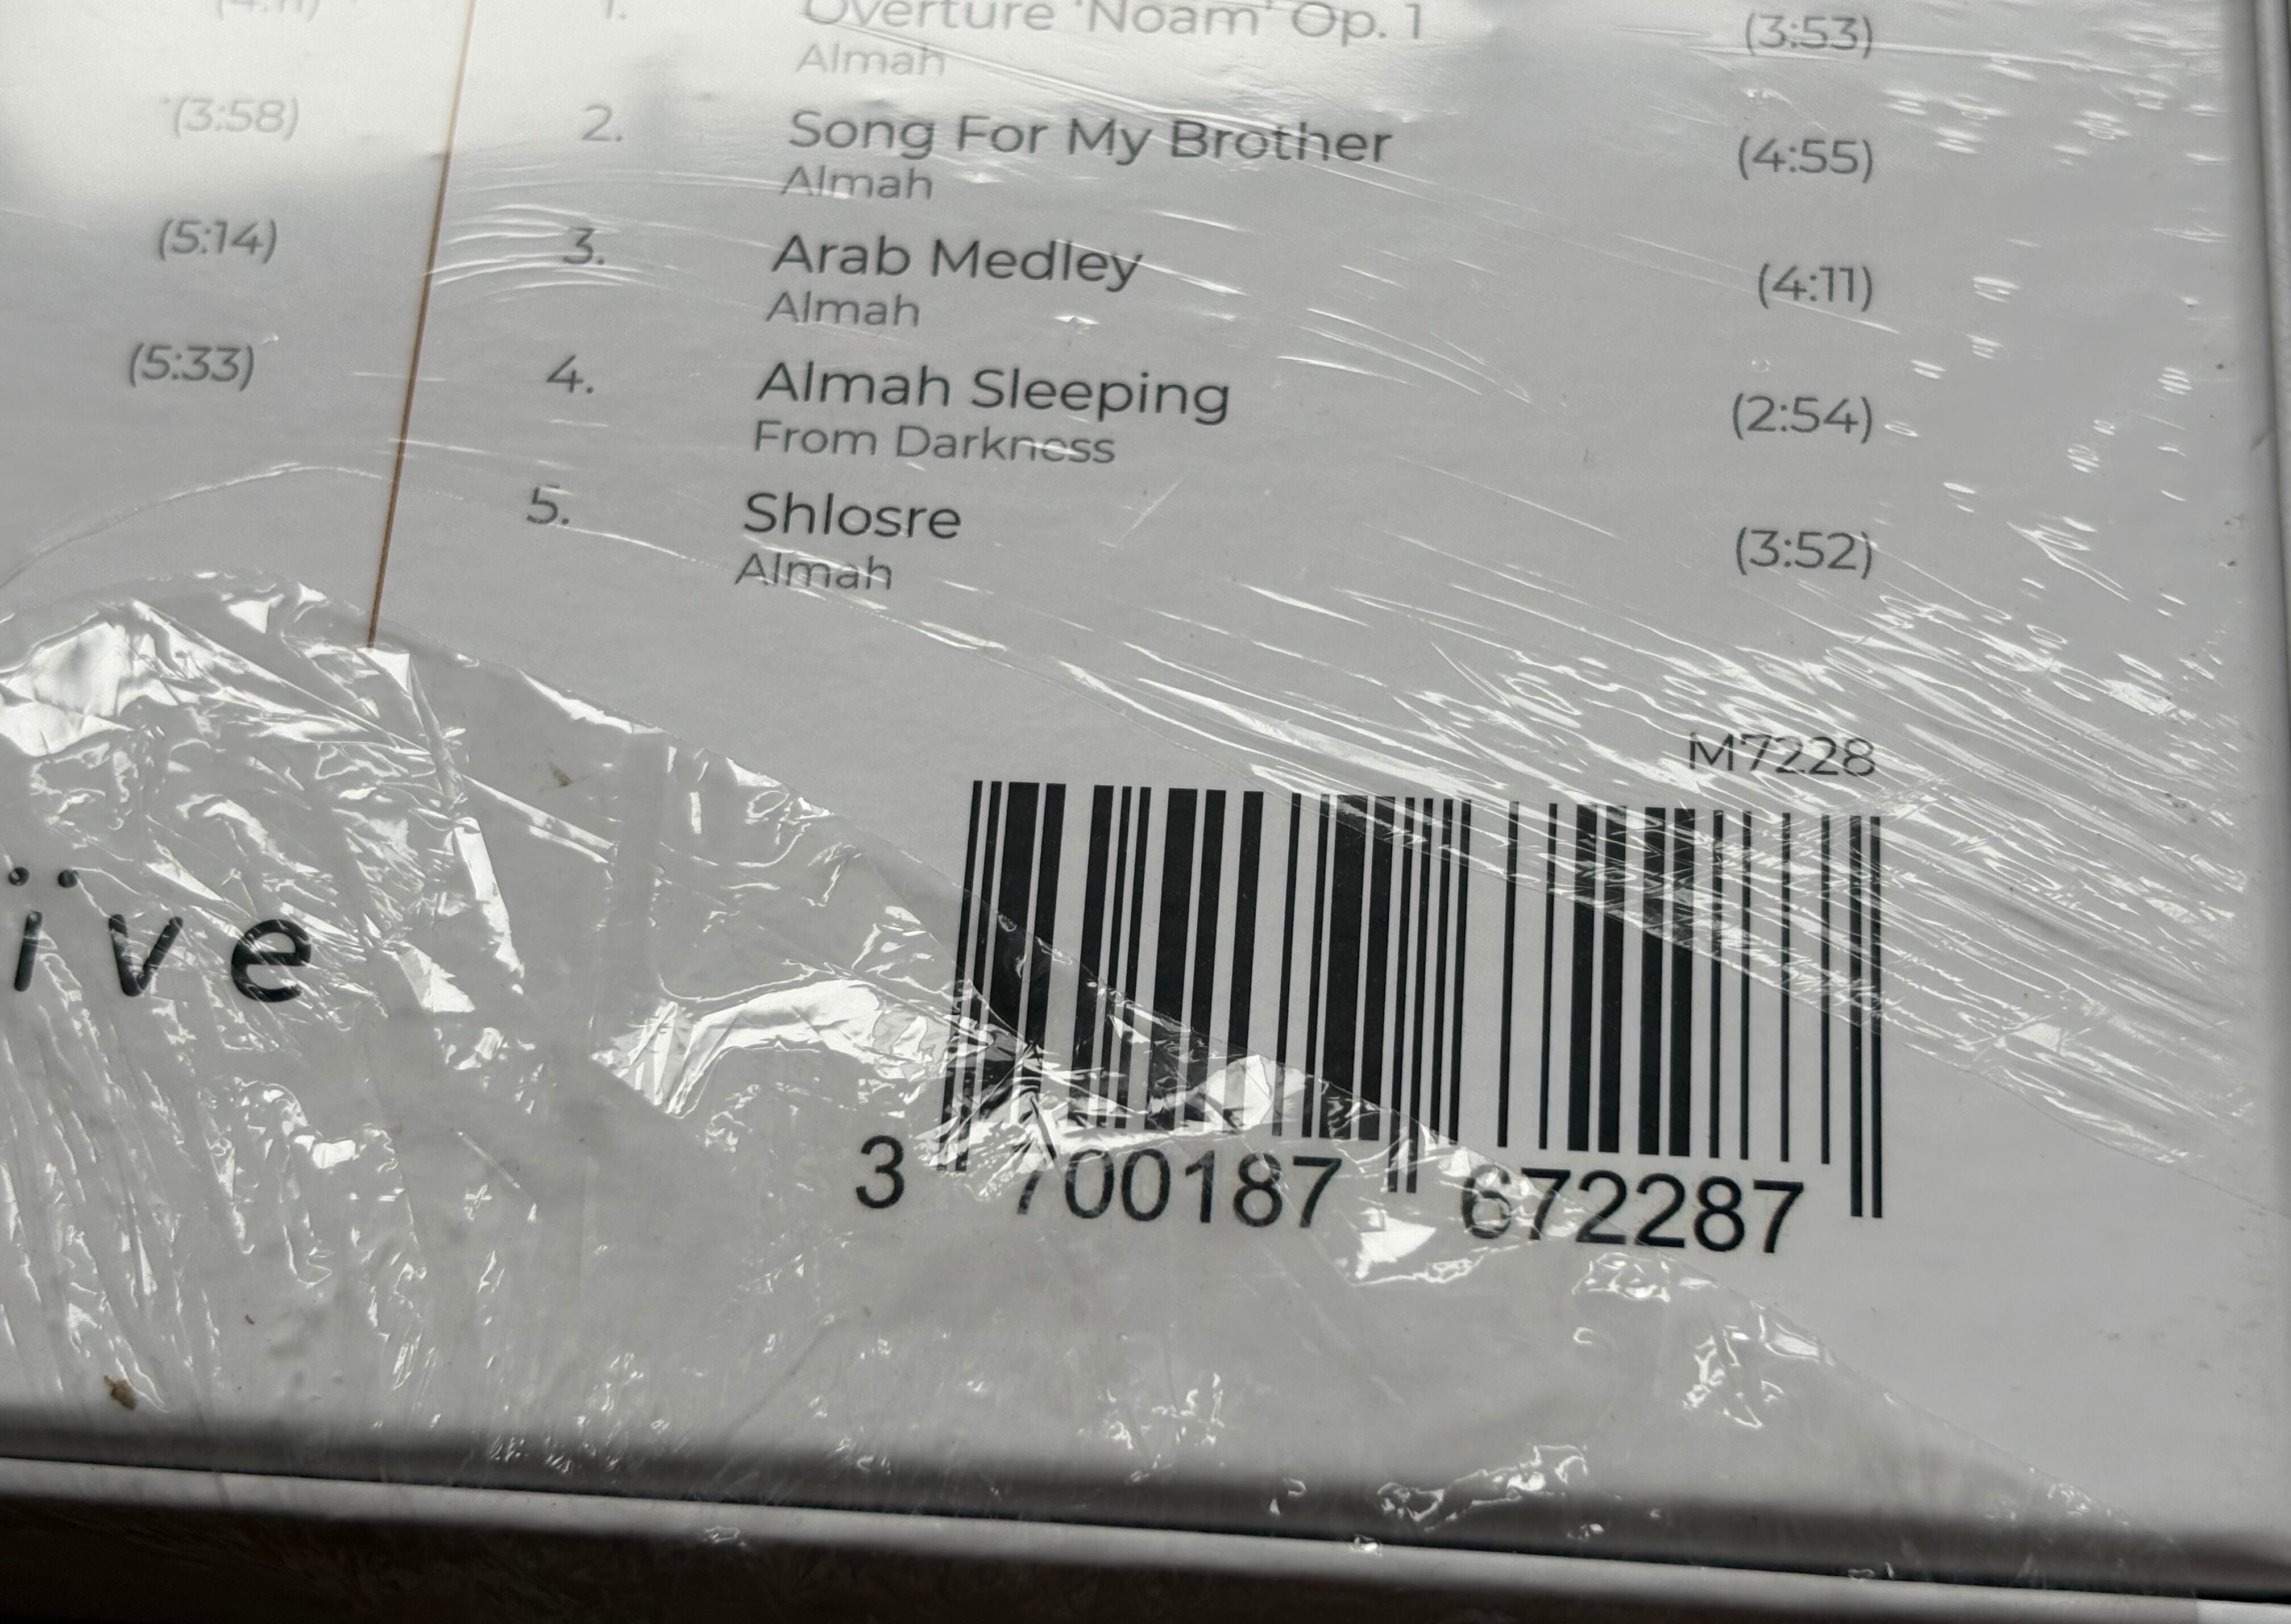 (4:11)
(3:58)
(5:14)
(5:33)
1. Overture 'Noam' Op. 1 (3:53)
Almah
2. Song For My Brother (4:55)
Almah
3. Arab Medley (4:11)
Almah
4. Almah Sleeping (2:54)
From Darkness
5. Shlosre (3:52)
Almah
M7228
ïve
3 700187 672287